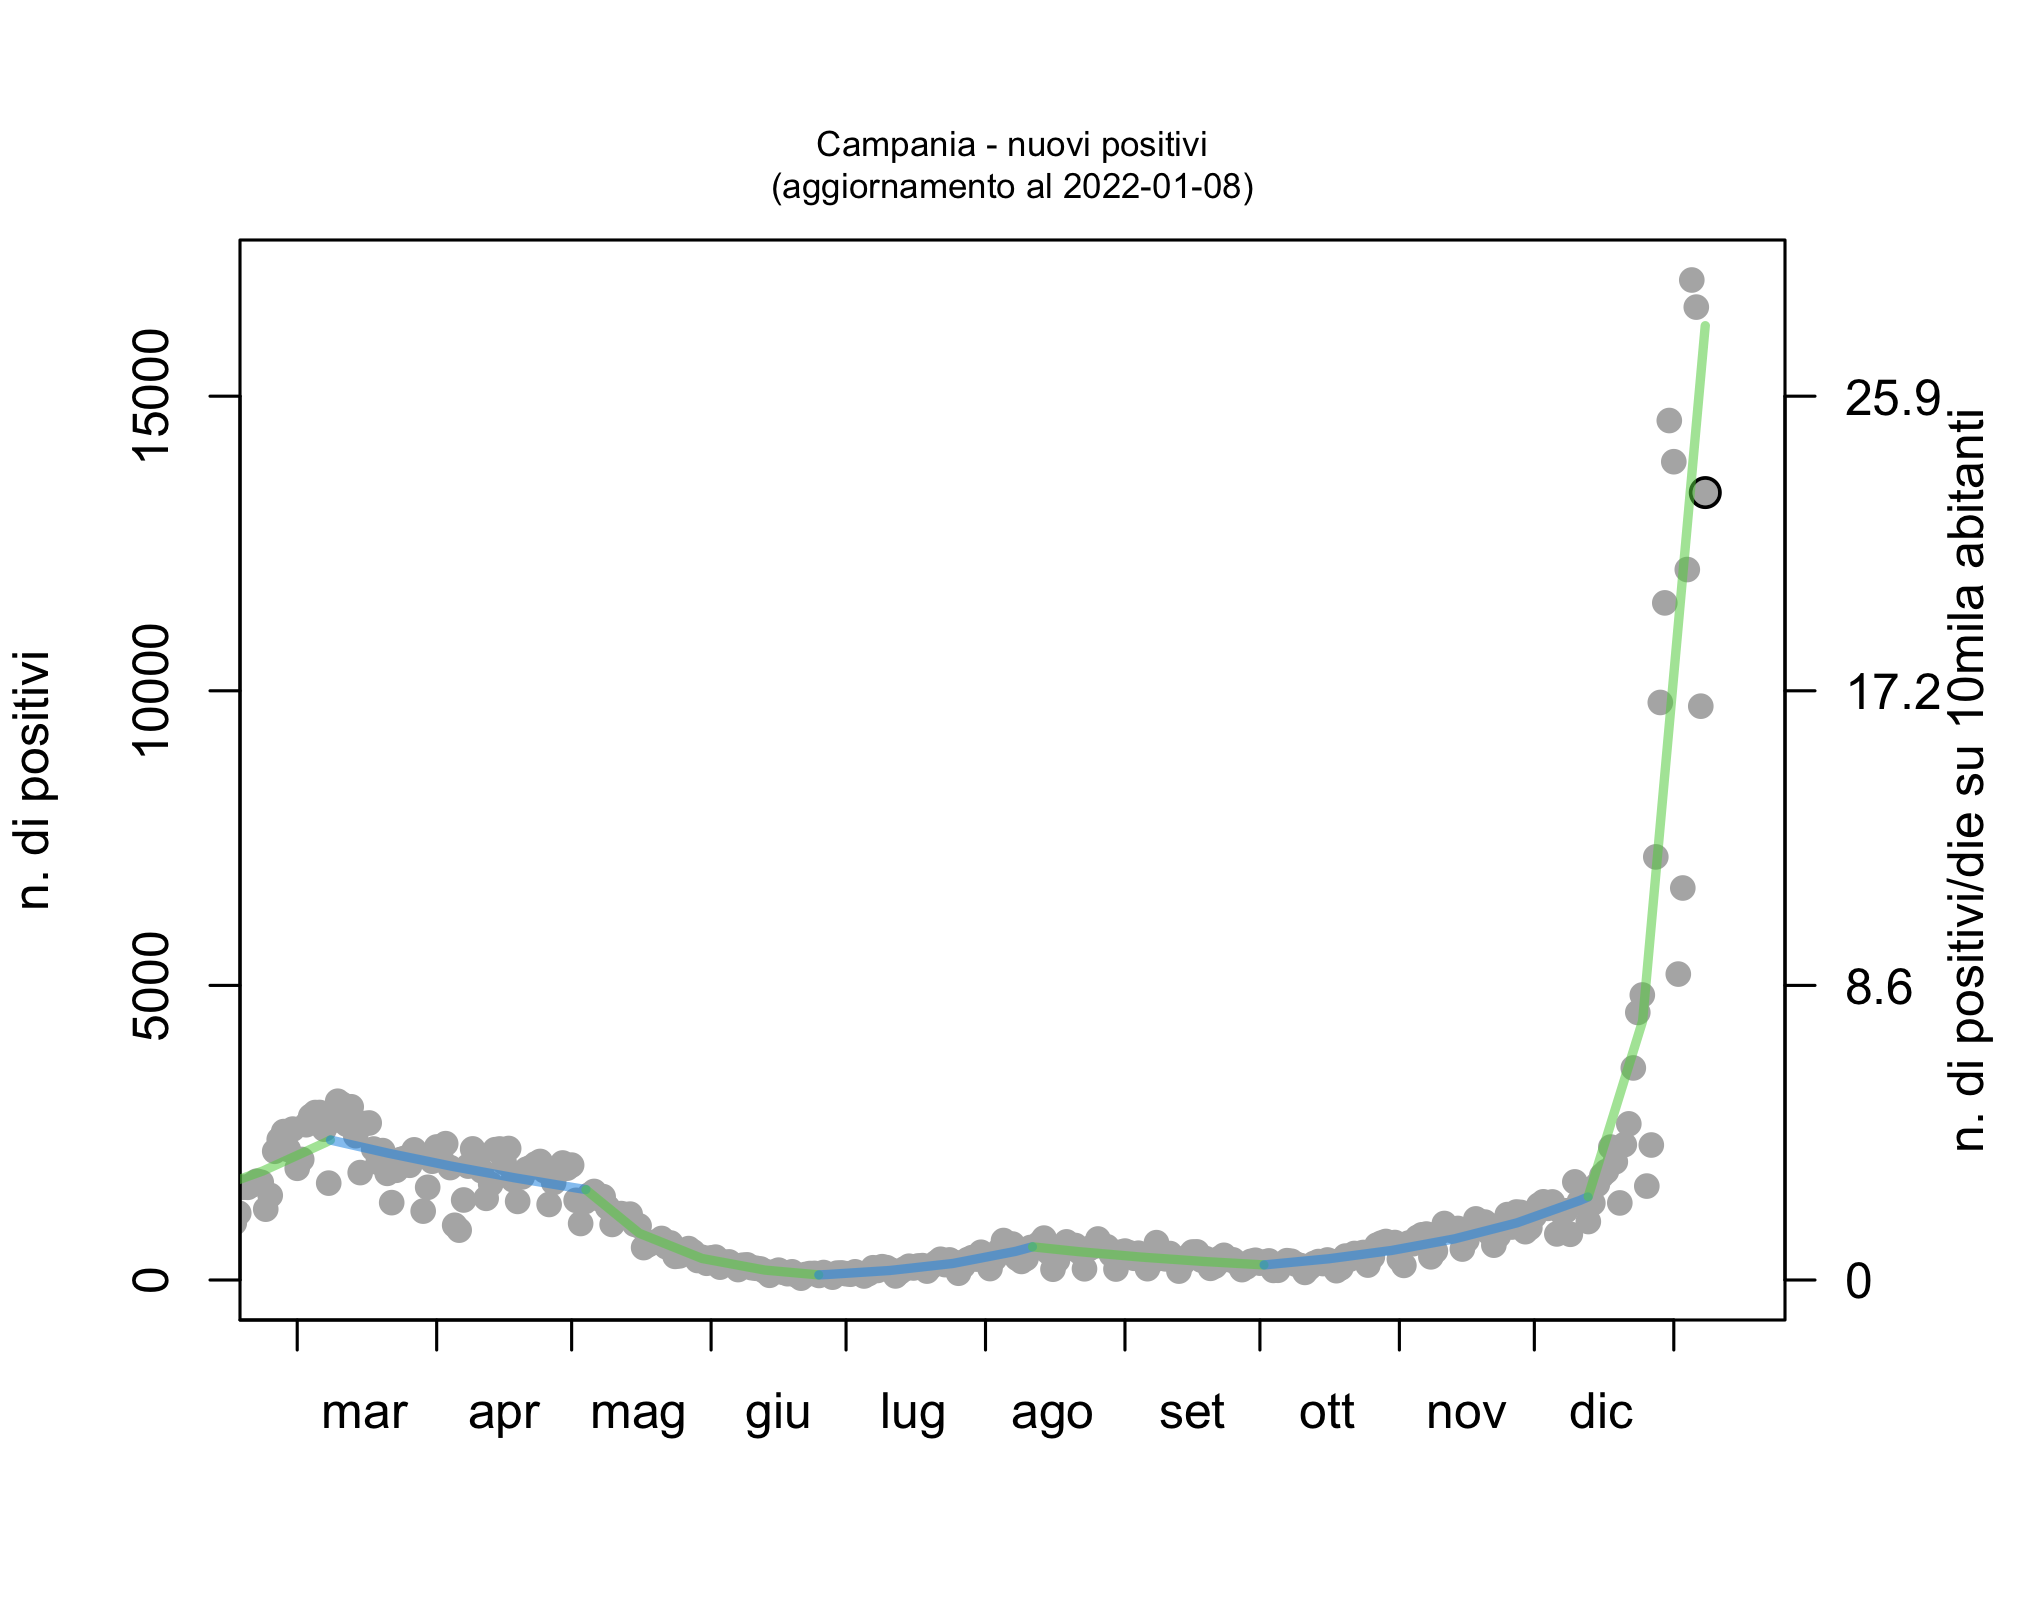 Campania - nuovi positivi
(aggiornamento al 2022-01-08)
n. di positivi
15000
10000
5000
0
25.9
17.2
8.6
0
n. di positivi/die su 10mila abitanti
mar apr mag giu lug ago set ott nov dic